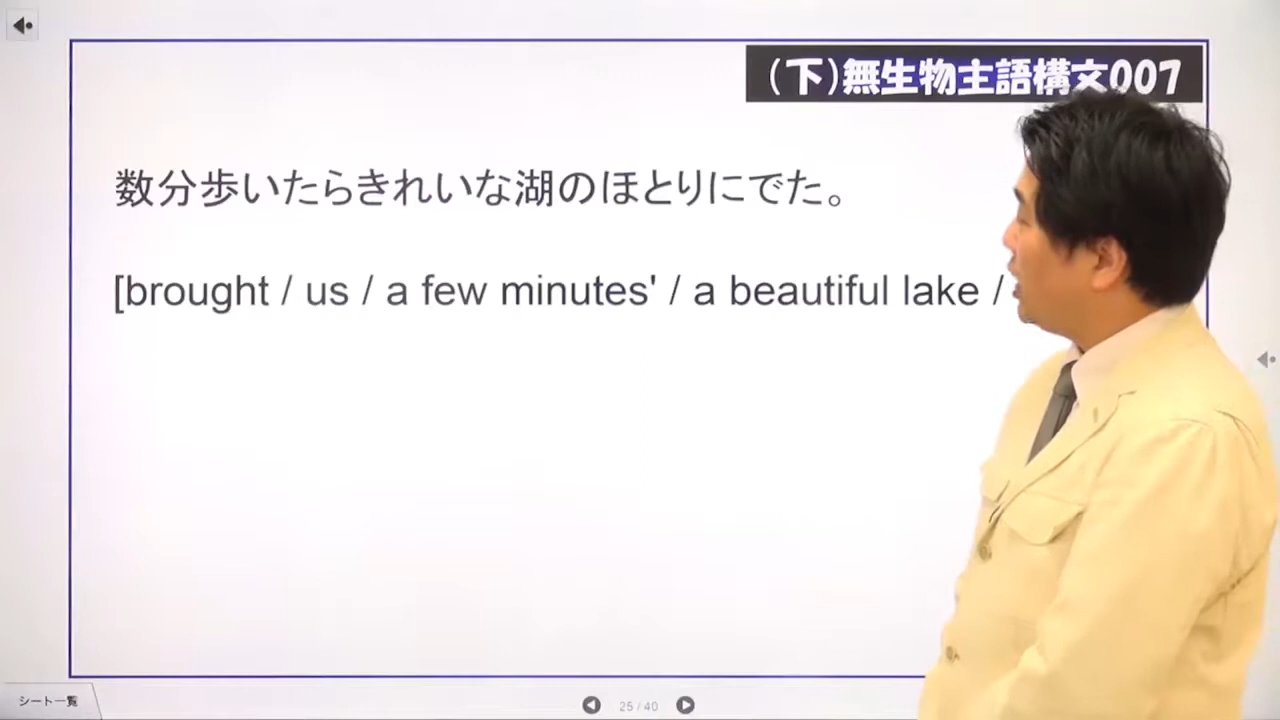 (下)無生物主語構文007
数分歩いたらきれいな湖のほとりにでた。
[brought / us / a few minutes' / a beautiful lake /
シート一覧
25 / 40